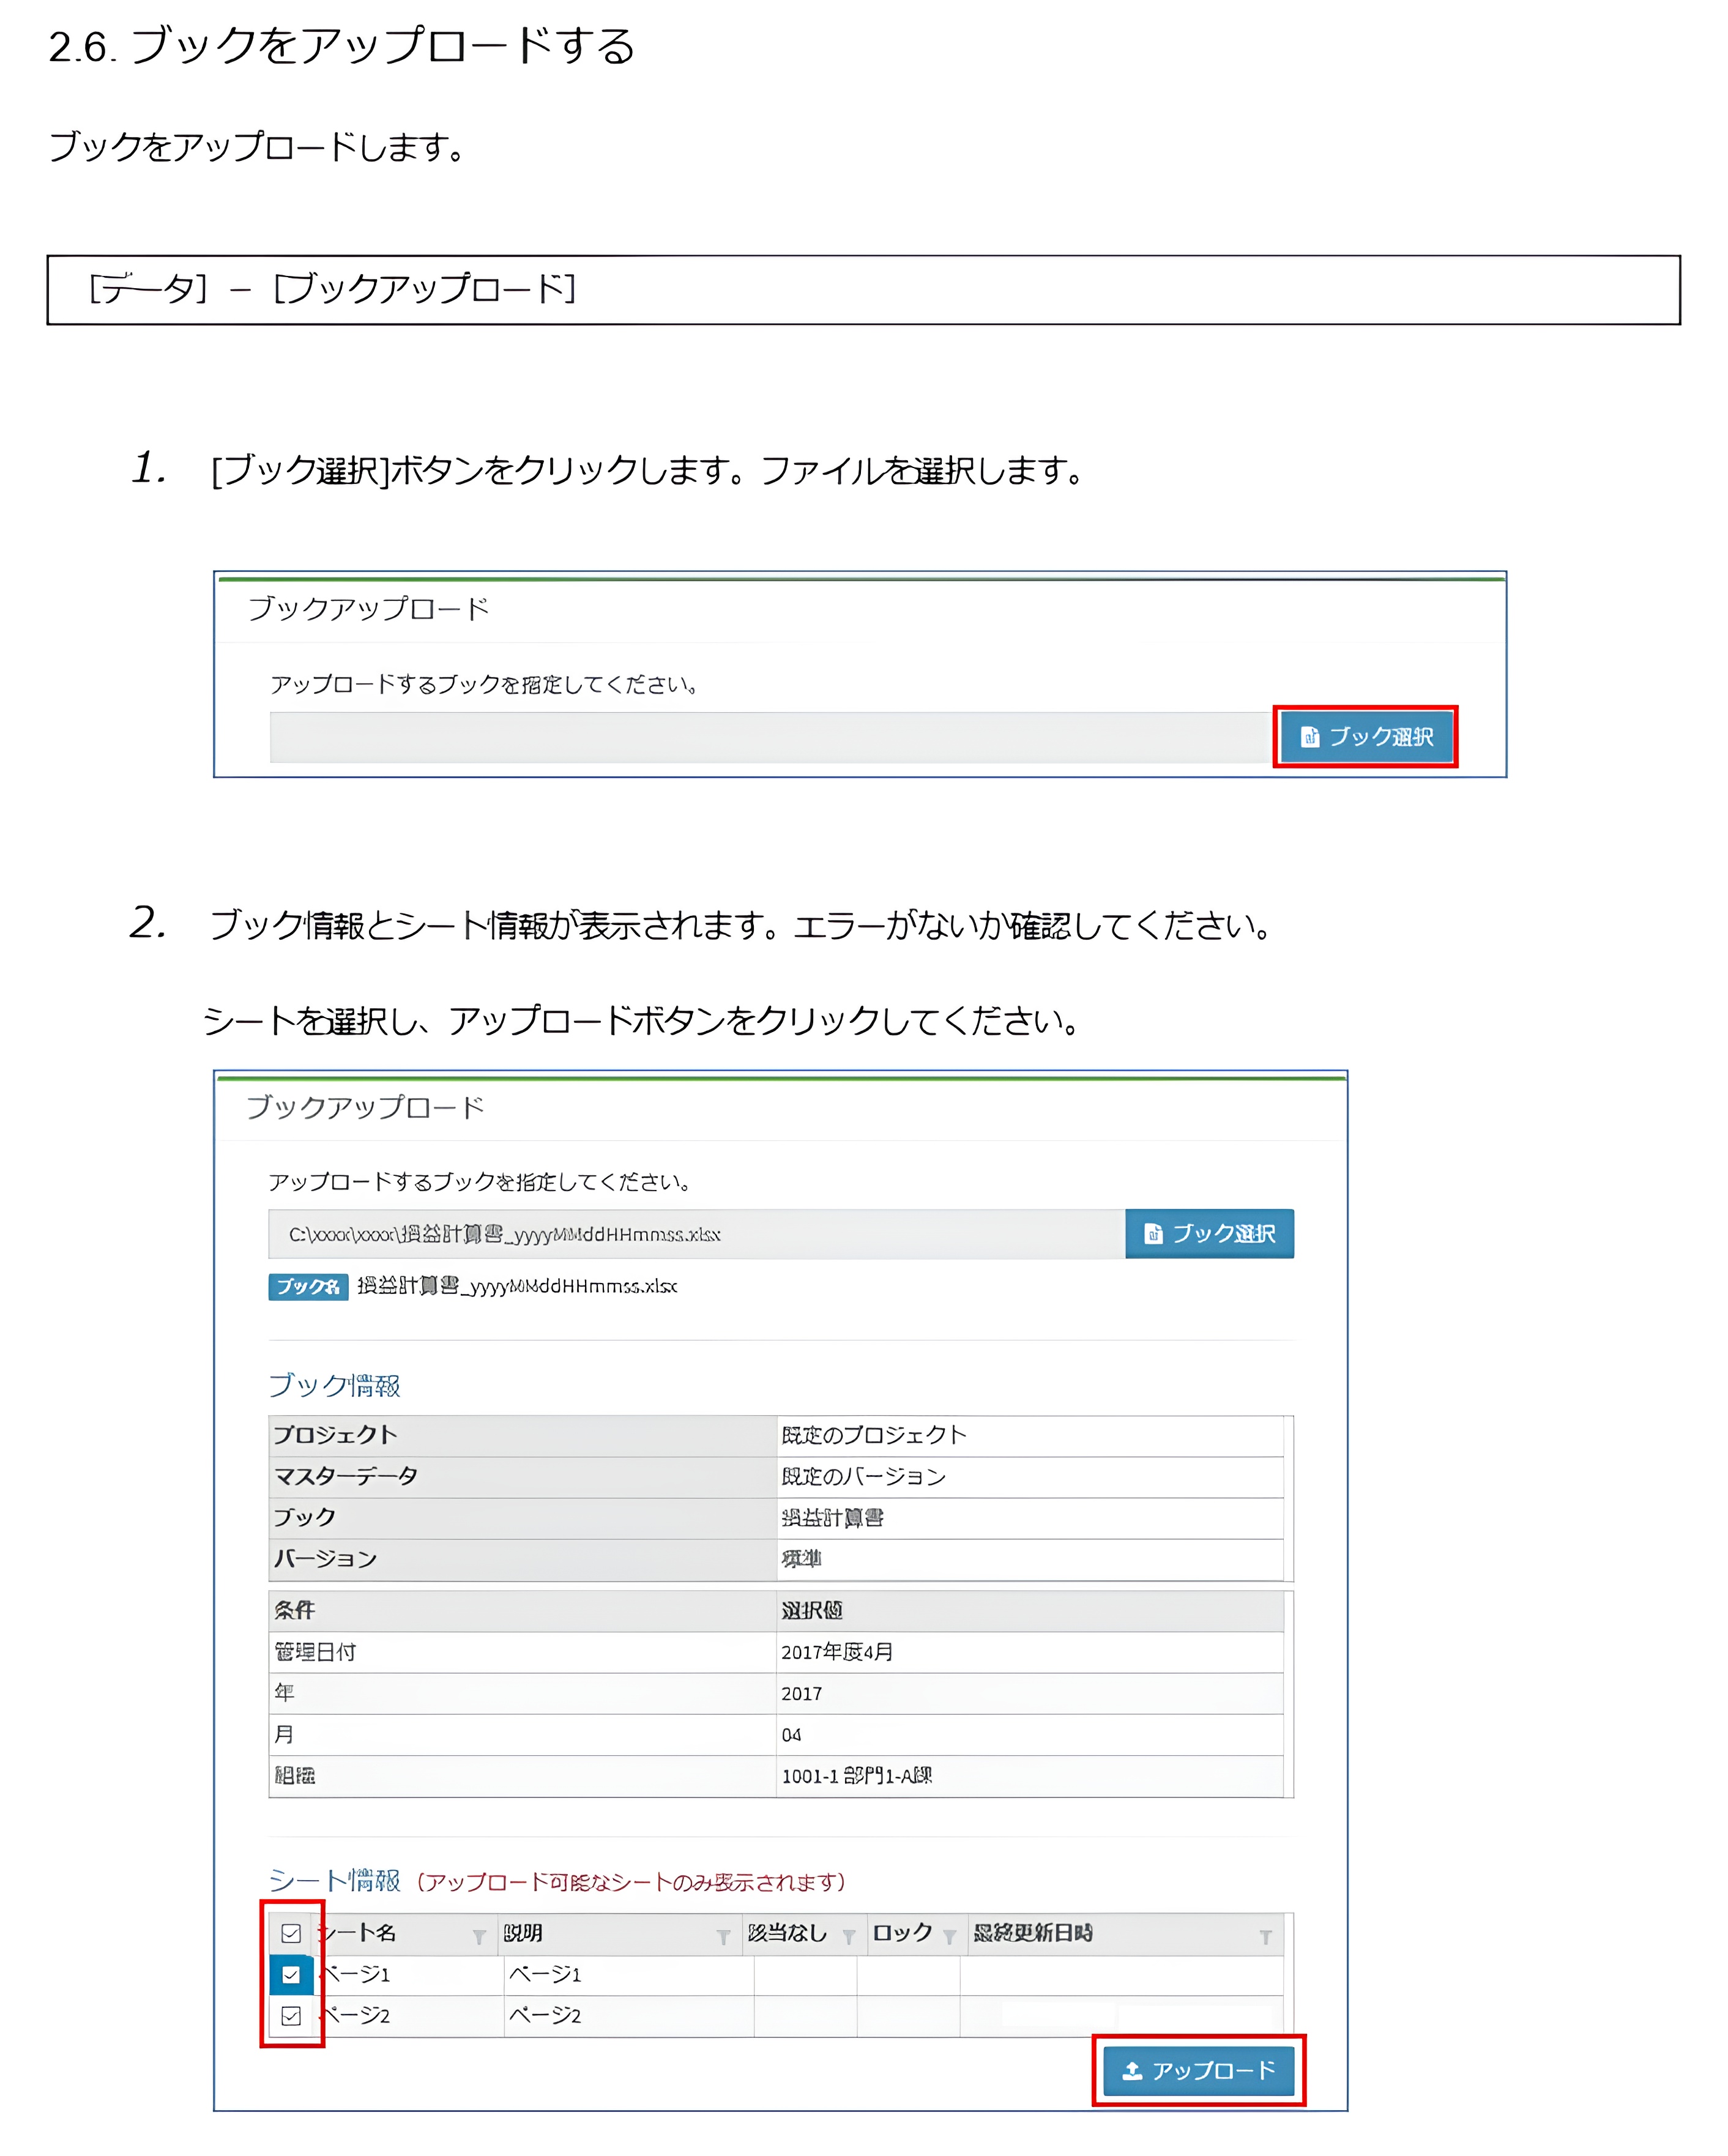 2.6. ブックをアップロードする
ブックをアップロードします。
[データ] － [ブックアップロード]
1. [ブック選択]ボタンをクリックします。ファイルを選択します。
ブックアップロード
アップロードするブックを指定してください。
ブック選択
2. ブック情報とシート情報が表示されます。エラーがないか確認してください。
シートを選択し、アップロードボタンをクリックしてください。
ブックアップロード
アップロードするブックを指定してください。
C:\xxxx\xxxx\損益計算書_yyyyMMddHHmmss.xlsx ブック選択
ブック名 損益計算書_yyyyMMddHHmmss.xlsx
ブック情報
プロジェクト 既定のプロジェクト
マスターデータ 既定のバージョン
ブック 損益計算書
バージョン 標準
条件 選択値
管理日付 2017年度4月
年 2017
月 04
組織 1001-1 部門1-A課
シート情報 (アップロード可能なシートのみ表示されます)
シート名 説明 該当なし ロック 最終更新日時
ページ1 ページ1
ページ2 ページ2
アップロード